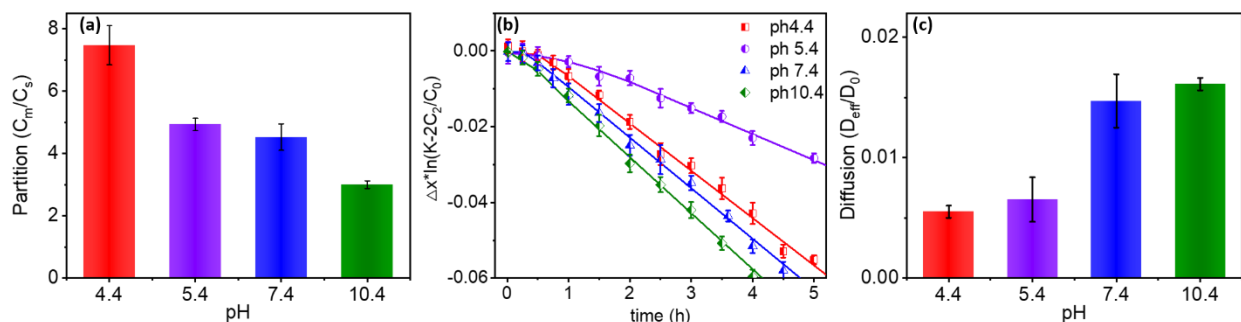 (a)
Partition (Cm/Cs)
8
6
4
2
0
4.4 5.4 7.4 10.4
pH
(b)
Δx*ln(K-2C2/C0)
0.00
-0.02
-0.04
-0.06
ph4.4
ph 5.4
ph 7.4
ph10.4
0 1 2 3 4 5
time (h)
(c)
Diffusion (Deff/D0)
0.02
0.01
0.00
4.4 5.4 7.4 10.4
pH